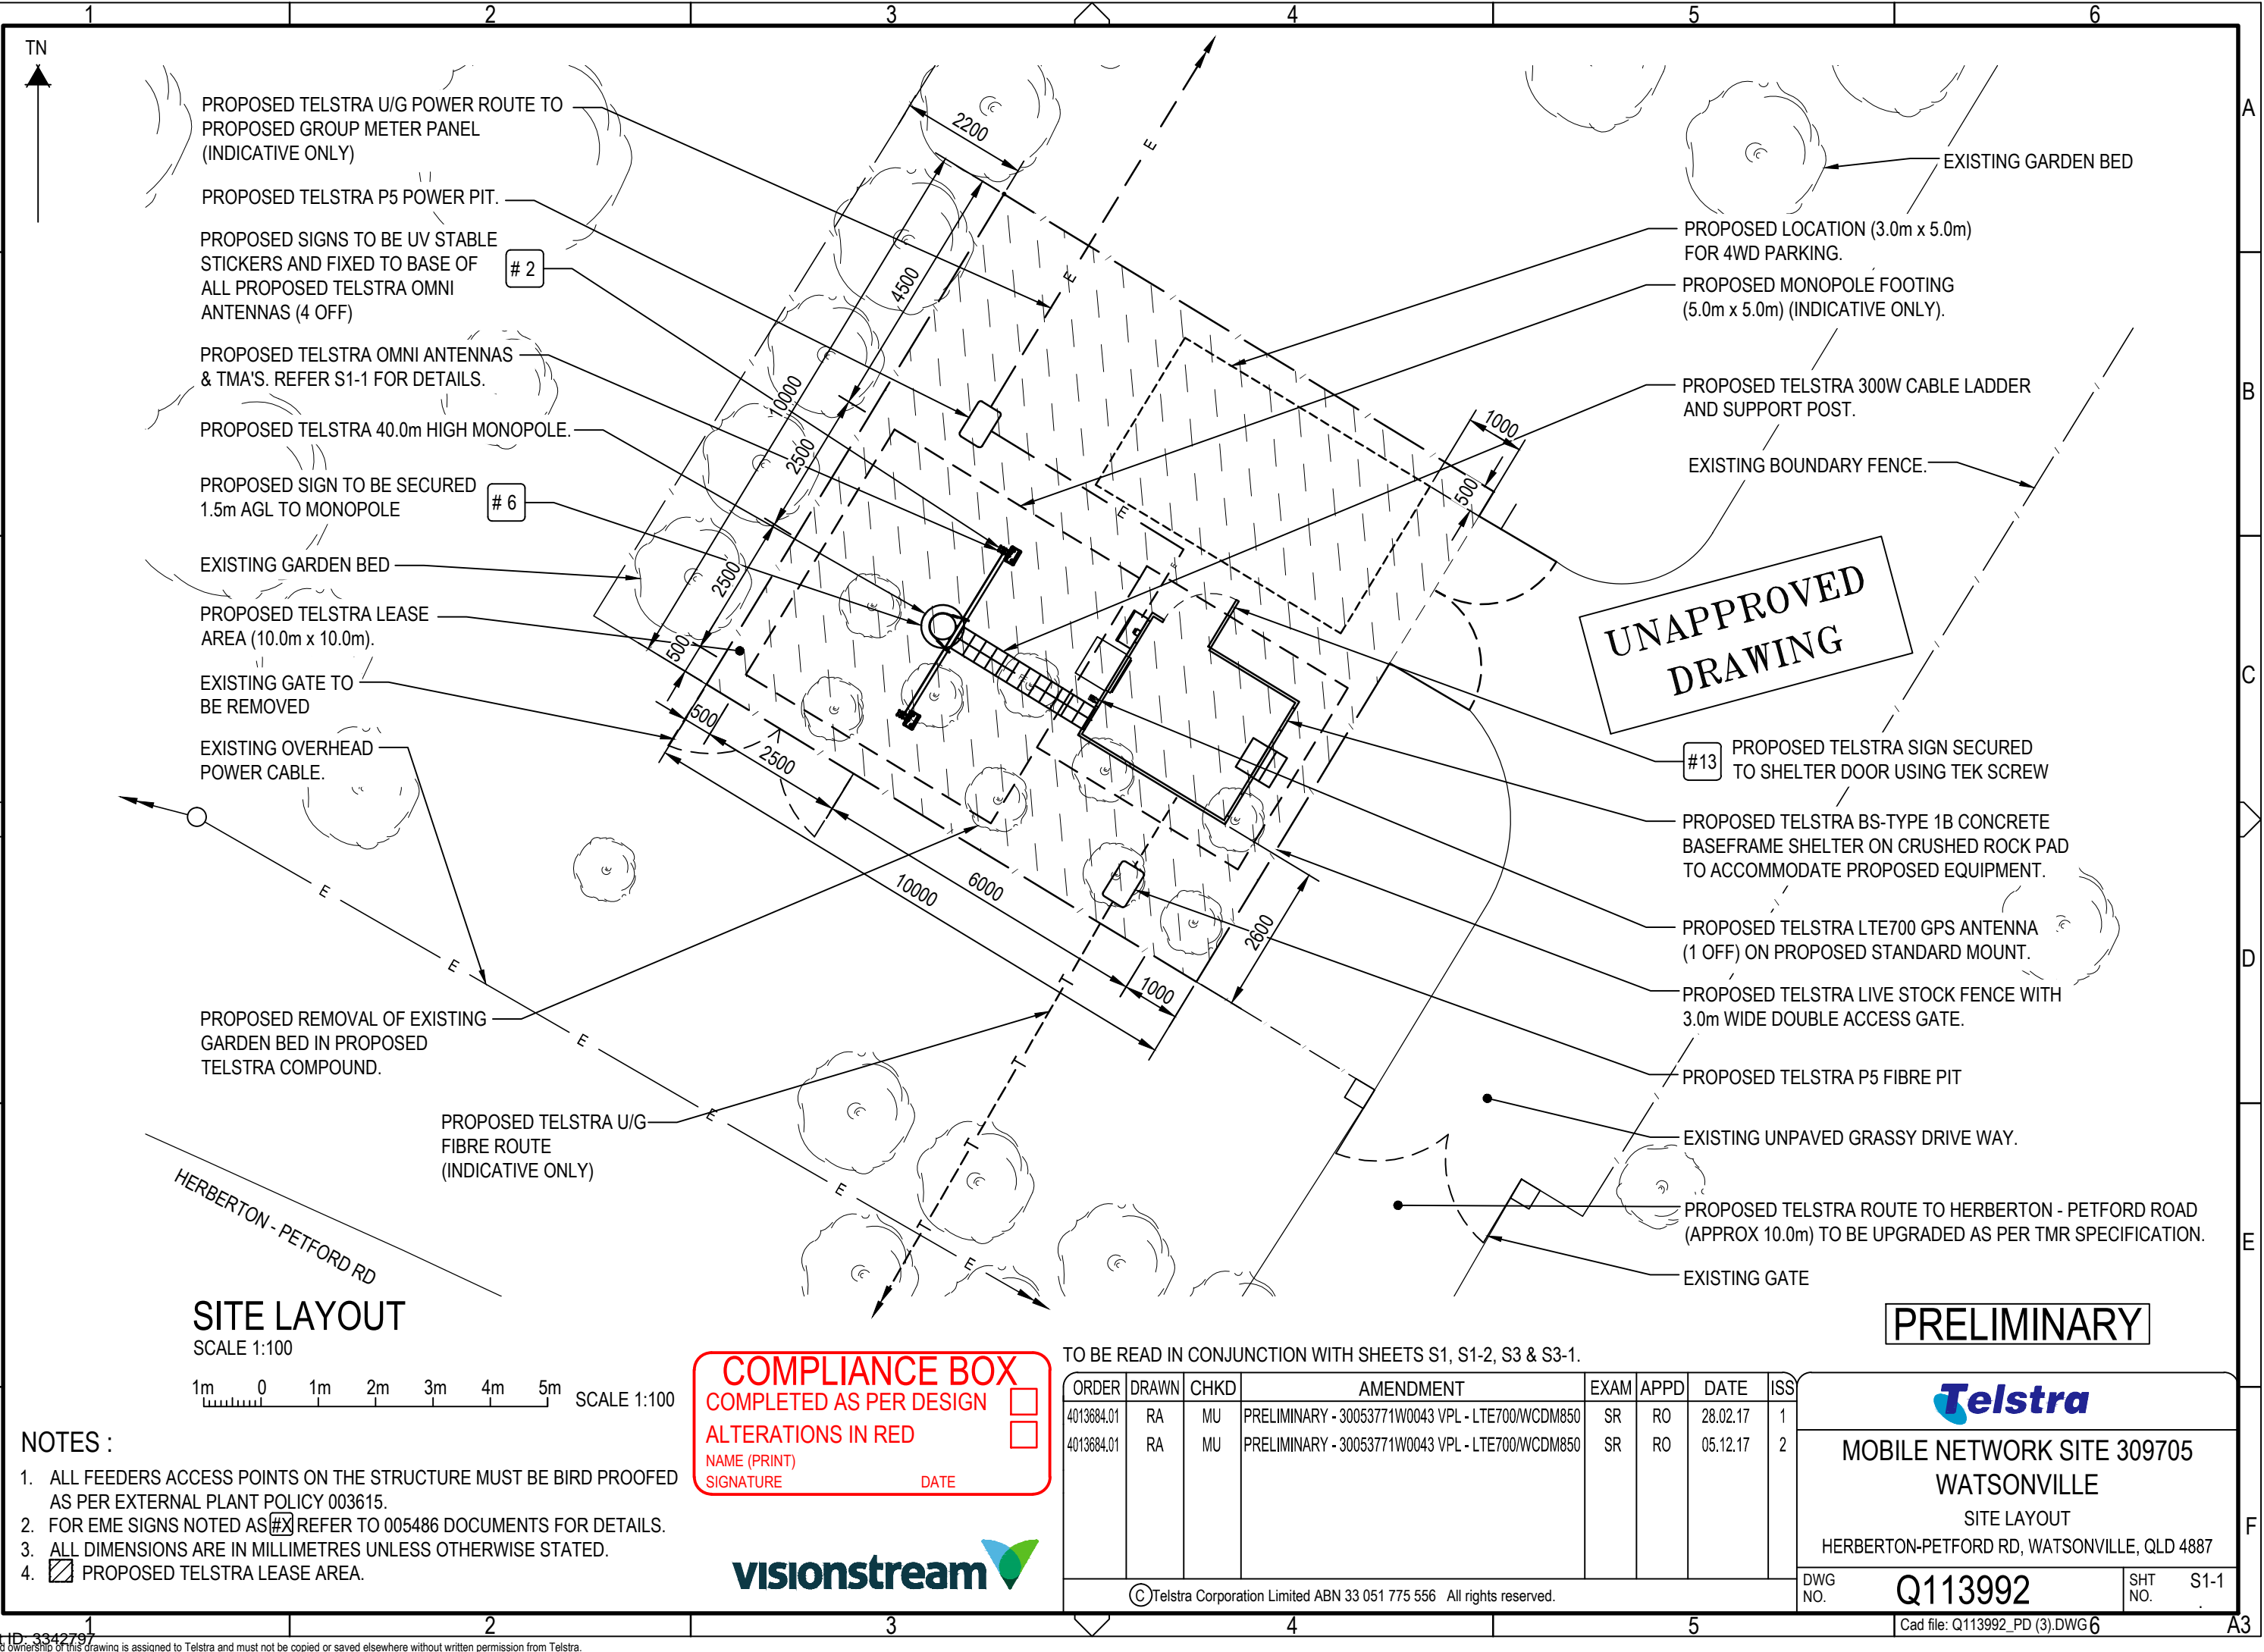 1 2 3 4 5 6
TN
A
B
C
D
E
F
PROPOSED TELSTRA U/G POWER ROUTE TO
PROPOSED GROUP METER PANEL
(INDICATIVE ONLY)
PROPOSED TELSTRA P5 POWER PIT.
PROPOSED SIGNS TO BE UV STABLE
STICKERS AND FIXED TO BASE OF
ALL PROPOSED TELSTRA OMNI
ANTENNAS (4 OFF)
# 2
PROPOSED TELSTRA OMNI ANTENNAS
& TMA'S. REFER S1-1 FOR DETAILS.
PROPOSED TELSTRA 40.0m HIGH MONOPOLE.
PROPOSED SIGN TO BE SECURED
1.5m AGL TO MONOPOLE
# 6
EXISTING GARDEN BED
PROPOSED TELSTRA LEASE
AREA (10.0m x 10.0m).
EXISTING GATE TO
BE REMOVED
EXISTING OVERHEAD
POWER CABLE.
PROPOSED REMOVAL OF EXISTING
GARDEN BED IN PROPOSED
TELSTRA COMPOUND.
PROPOSED TELSTRA U/G
FIBRE ROUTE
(INDICATIVE ONLY)
HERBERTON - PETFORD RD
2200
4500
10000
2500
2500
500
500
2500
6000
10000
1000
2600
1000
500
E
E
E
E
E
E
E
E
E
E
E
T
T
T
T
EXISTING GARDEN BED
PROPOSED LOCATION (3.0m x 5.0m)
FOR 4WD PARKING.
PROPOSED MONOPOLE FOOTING
(5.0m x 5.0m) (INDICATIVE ONLY).
PROPOSED TELSTRA 300W CABLE LADDER
AND SUPPORT POST.
EXISTING BOUNDARY FENCE.
UNAPPROVED
DRAWING
#13
PROPOSED TELSTRA SIGN SECURED
TO SHELTER DOOR USING TEK SCREW
PROPOSED TELSTRA BS-TYPE 1B CONCRETE
BASEFRAME SHELTER ON CRUSHED ROCK PAD
TO ACCOMMODATE PROPOSED EQUIPMENT.
PROPOSED TELSTRA LTE700 GPS ANTENNA
(1 OFF) ON PROPOSED STANDARD MOUNT.
PROPOSED TELSTRA LIVE STOCK FENCE WITH
3.0m WIDE DOUBLE ACCESS GATE.
PROPOSED TELSTRA P5 FIBRE PIT
EXISTING UNPAVED GRASSY DRIVE WAY.
PROPOSED TELSTRA ROUTE TO HERBERTON - PETFORD ROAD
(APPROX 10.0m) TO BE UPGRADED AS PER TMR SPECIFICATION.
EXISTING GATE
SITE LAYOUT
SCALE 1:100
1m 0 1m 2m 3m 4m 5m SCALE 1:100
NOTES :
1. ALL FEEDERS ACCESS POINTS ON THE STRUCTURE MUST BE BIRD PROOFED
AS PER EXTERNAL PLANT POLICY 003615.
2. FOR EME SIGNS NOTED AS #X REFER TO 005486 DOCUMENTS FOR DETAILS.
3. ALL DIMENSIONS ARE IN MILLIMETRES UNLESS OTHERWISE STATED.
4. PROPOSED TELSTRA LEASE AREA.
COMPLIANCE BOX
COMPLETED AS PER DESIGN
ALTERATIONS IN RED
NAME (PRINT)
SIGNATURE DATE
visionstream
PRELIMINARY
TO BE READ IN CONJUNCTION WITH SHEETS S1, S1-2, S3 & S3-1.
ORDER DRAWN CHKD AMENDMENT EXAM APPD DATE ISS
4013684.01 RA MU PRELIMINARY - 30053771W0043 VPL - LTE700/WCDM850 SR RO 28.02.17 1
4013684.01 RA MU PRELIMINARY - 30053771W0043 VPL - LTE700/WCDM850 SR RO 05.12.17 2
© Telstra Corporation Limited ABN 33 051 775 556 All rights reserved.
Telstra
MOBILE NETWORK SITE 309705
WATSONVILLE
SITE LAYOUT
HERBERTON-PETFORD RD, WATSONVILLE, QLD 4887
DWG NO. Q113992 SHT NO. S1-1
1 2 3 4 5 6
Cad file: Q113992_PD (3).DWG
A3
ID: 3342797
ownership of this drawing is assigned to Telstra and must not be copied or saved elsewhere without written permission from Telstra.